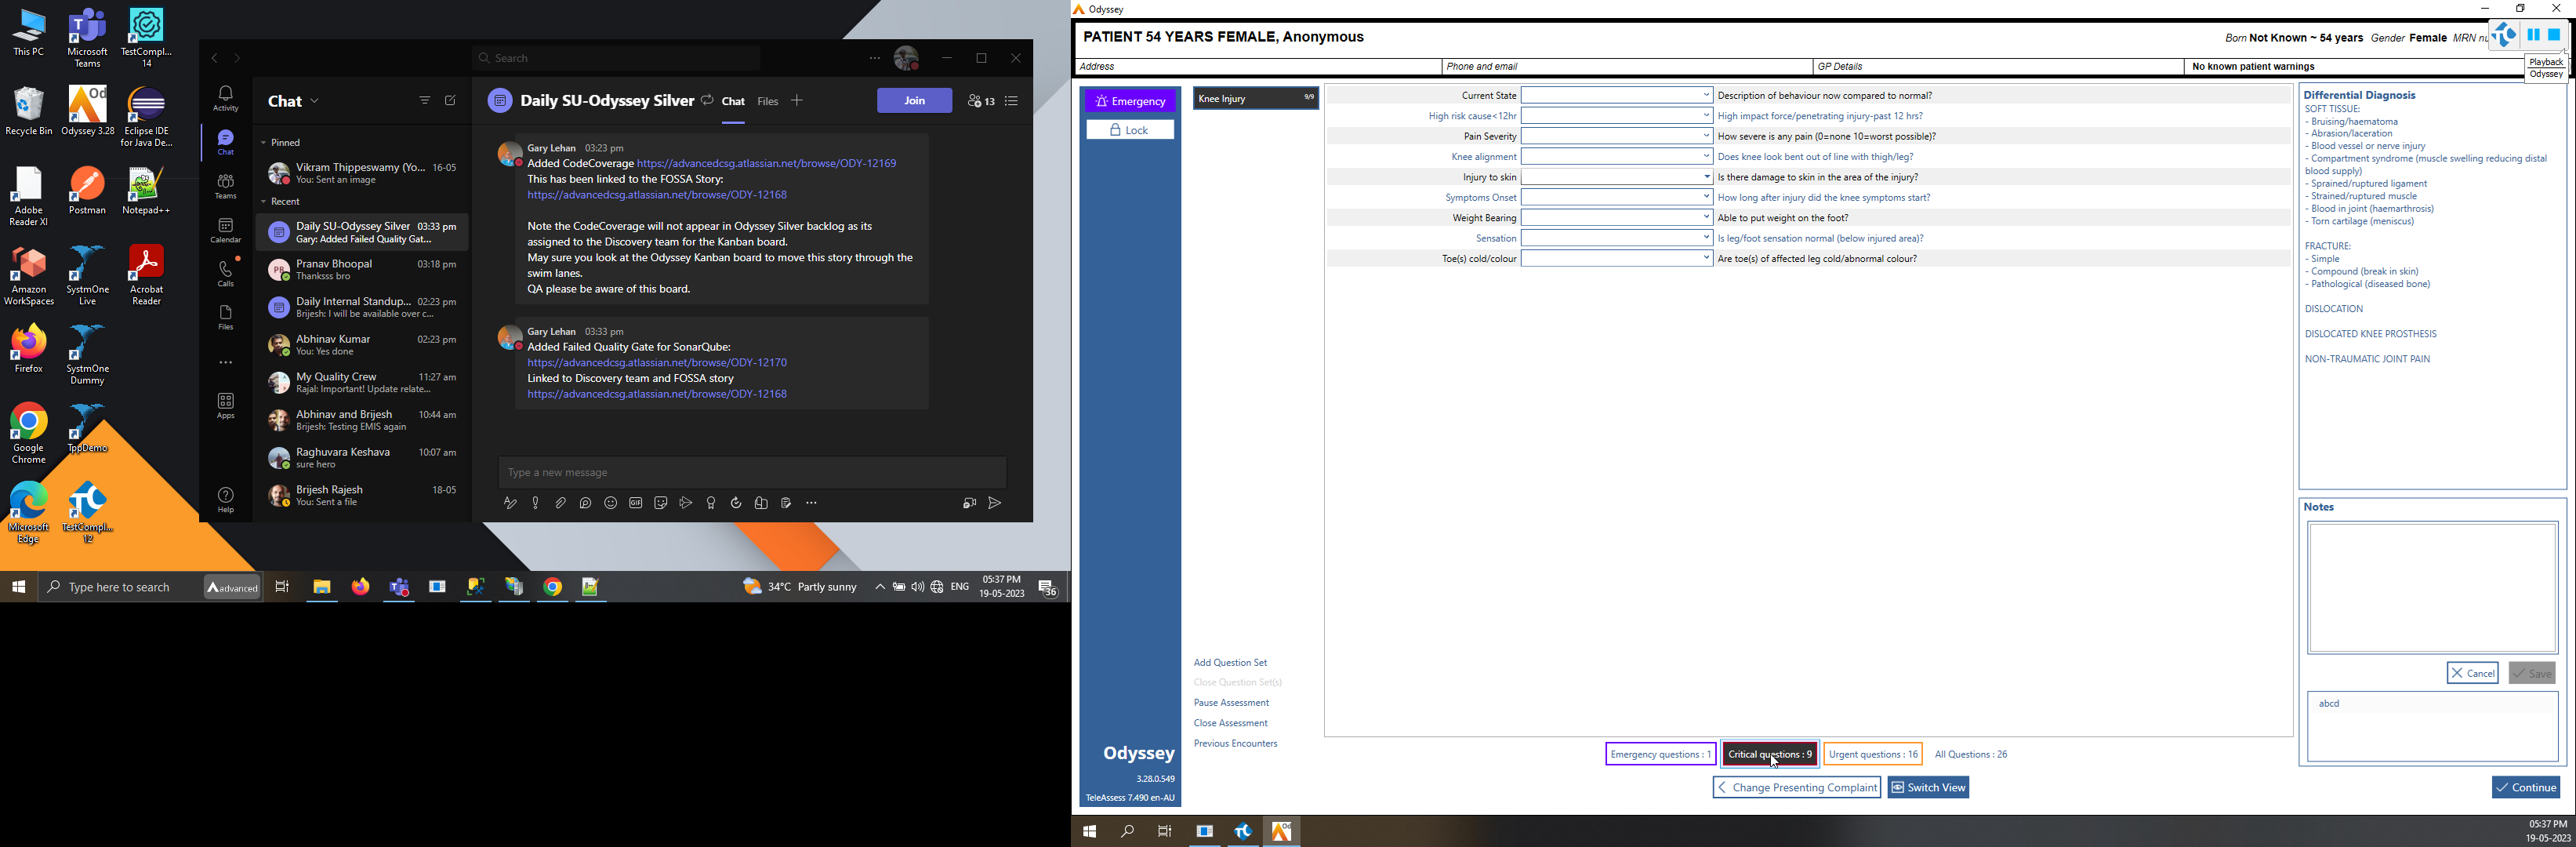 This PC
Microsoft
Teams
TestCompl...
14
Recycle Bin
Odyssey 3.28
Eclipse IDE
for Java De...
Adobe
Reader XI
Postman
Notepad++
Amazon
WorkSpaces
SystmOne
Live
Acrobat
Reader
Firefox
SystmOne
Dummy
Google
Chrome
TppDemo
Microsoft
Edge
TestCompl...
12
Search
Activity
Chat
Teams
Calendar
Calls
Files
Apps
Help
Chat
Pinned
Vikram Thippeswamy (Yo... 16-05
You: Sent an image
Recent
Daily SU-Odyssey Silver 03:33 pm
Gary: Added Failed Quality Gat...
PB
Pranav Bhoopal 03:18 pm
Thanksss bro
Daily Internal Standup... 02:23 pm
Brijesh: I will be available over c...
Abhinav Kumar 02:23 pm
You: Yes done
My Quality Crew 11:27 am
Rajal: Important! Update relate...
Abhinav and Brijesh 10:44 am
Brijesh: Testing EMIS again
Raghuvara Keshava 10:07 am
sure hero
Brijesh Rajesh 18-05
You: Sent a file
Daily SU-Odyssey Silver Chat Files Join 13
Gary Lehan 03:23 pm
Added CodeCoverage https://advancedcsg.atlassian.net/browse/ODY-12169
This has been linked to the FOSSA Story:
https://advancedcsg.atlassian.net/browse/ODY-12168
Note the CodeCoverage will not appear in Odyssey Silver backlog as its
assigned to the Discovery team for the Kanban board.
May sure you look at the Odyssey Kanban board to move this story through the
swim lanes.
QA please be aware of this board.
Gary Lehan 03:33 pm
Added Failed Quality Gate for SonarQube:
https://advancedcsg.atlassian.net/browse/ODY-12170
Linked to Discovery team and FOSSA story
https://advancedcsg.atlassian.net/browse/ODY-12168
Type a new message
GIF
Type here to search
advanced
34°C Partly sunny
ENG
05:37 PM
19-05-2023
36
Odyssey
PATIENT 54 YEARS FEMALE, Anonymous
Born Not Known ~ 54 years Gender Female MRN nu
Playback
Odyssey
Address
Phone and email
GP Details
No known patient warnings
Emergency
Lock
Odyssey
3.28.0.549
TeleAssess 7.490 en-AU
Knee Injury 9/9
Add Question Set
Close Question Set(s)
Pause Assessment
Close Assessment
Previous Encounters
Current State Description of behaviour now compared to normal?
High risk cause<12hr High impact force/penetrating injury-past 12 hrs?
Pain Severity How severe is any pain (0=none 10=worst possible)?
Knee alignment Does knee look bent out of line with thigh/leg?
Injury to skin Is there damage to skin in the area of the injury?
Symptoms Onset How long after injury did the knee symptoms start?
Weight Bearing Able to put weight on the foot?
Sensation Is leg/foot sensation normal (below injured area)?
Toe(s) cold/colour Are toe(s) of affected leg cold/abnormal colour?
Emergency questions : 1
Critical questions : 9
Urgent questions : 16
All Questions : 26
Change Presenting Complaint
Switch View
Differential Diagnosis
SOFT TISSUE:
- Bruising/haematoma
- Abrasion/laceration
- Blood vessel or nerve injury
- Compartment syndrome (muscle swelling reducing distal
blood supply)
- Sprained/ruptured ligament
- Strained/ruptured muscle
- Blood in joint (haemarthrosis)
- Torn cartilage (meniscus)
FRACTURE:
- Simple
- Compound (break in skin)
- Pathological (diseased bone)
DISLOCATION
DISLOCATED KNEE PROSTHESIS
NON-TRAUMATIC JOINT PAIN
Notes
Cancel
Save
abcd
Continue
05:37 PM
19-05-2023